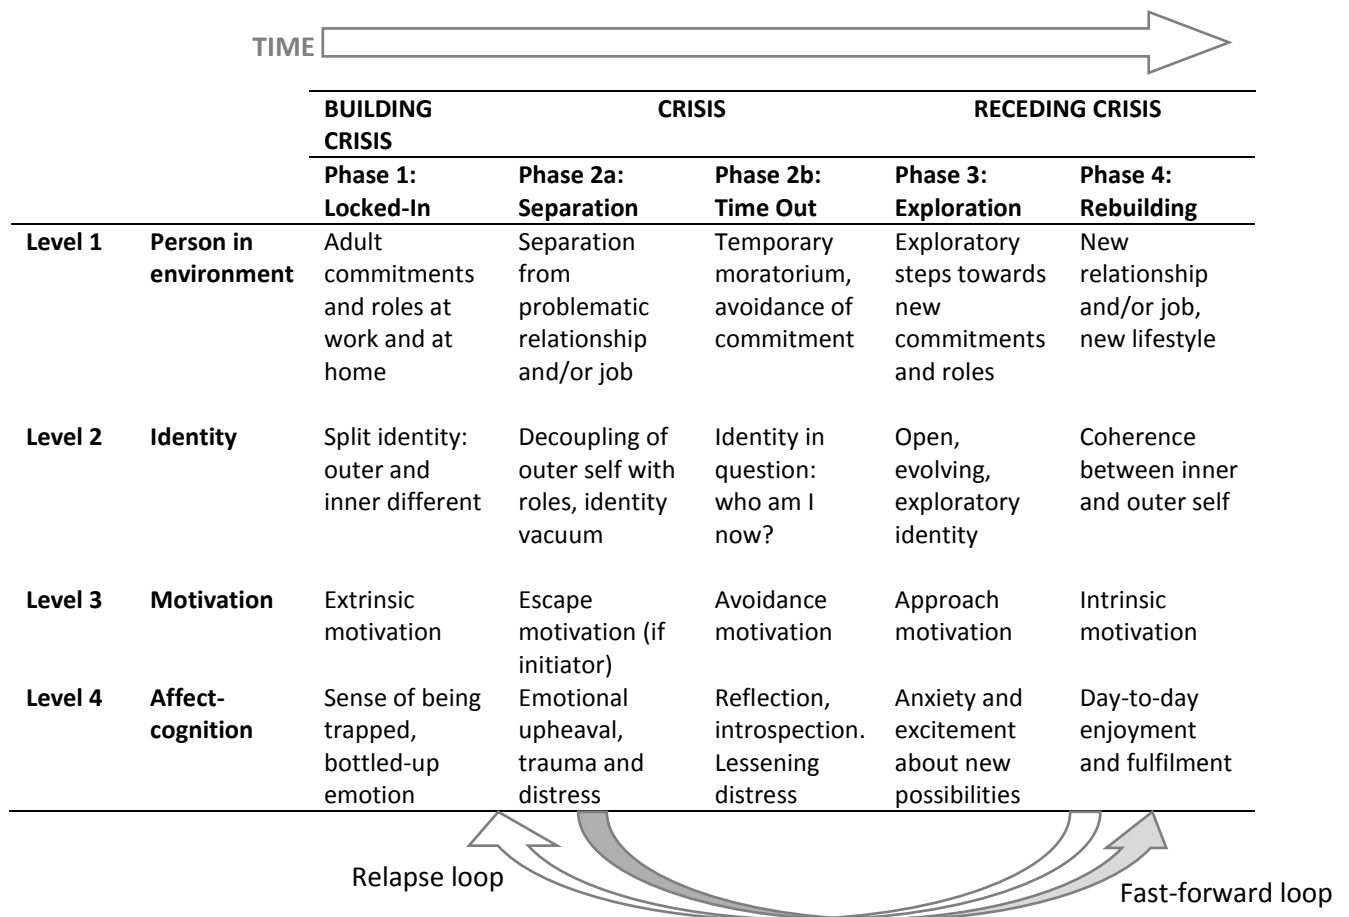 TIME
BUILDING CRISIS RECEDING CRISIS
CRISIS
Phase 1: Phase 2a: Phase 2b: Phase 3: Phase 4:
Locked-In Separation Time Out Exploration Rebuilding
Level 1 Person in Adult Separation Temporary Exploratory New
environment commitments from moratorium, steps towards relationship
and roles at problematic avoidance of new and/or job,
work and at relationship commitment commitments new lifestyle
home and/or job and roles
Level 2 Identity Split identity: Decoupling of Identity in Open, Coherence
outer and outer self with question: evolving, between inner
inner different roles, identity who am I exploratory and outer self
vacuum now? identity
Level 3 Motivation Extrinsic Escape Avoidance Approach Intrinsic
motivation motivation (if motivation motivation motivation
initiator)
Level 4 Affect- Sense of being Emotional Reflection, Anxiety and Day-to-day
cognition trapped, upheaval, introspection. excitement enjoyment
bottled-up trauma and Lessening about new and fulfilment
emotion distress distress possibilities
Relapse loop
Fast-forward loop